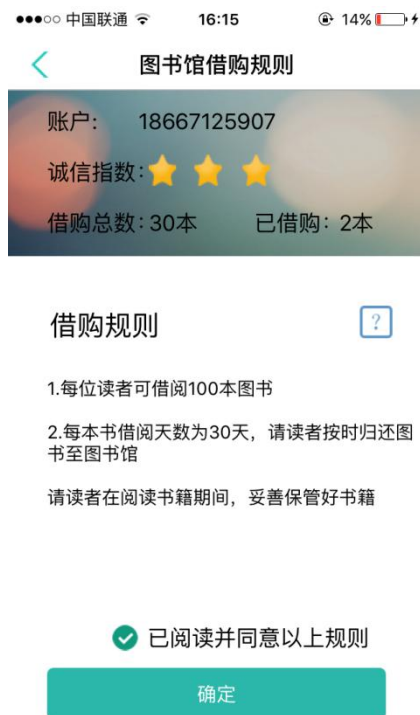 中国联通 16:15 14%
图书馆借购规则
账户: 18667125907
诚信指数:
借购总数:30本 已借购: 2本
借购规则 ?
1.每位读者可借阅100本图书
2.每本书借阅天数为30天，请读者按时归还图
书至图书馆
请读者在阅读书籍期间，妥善保管好书籍
已阅读并同意以上规则
确定